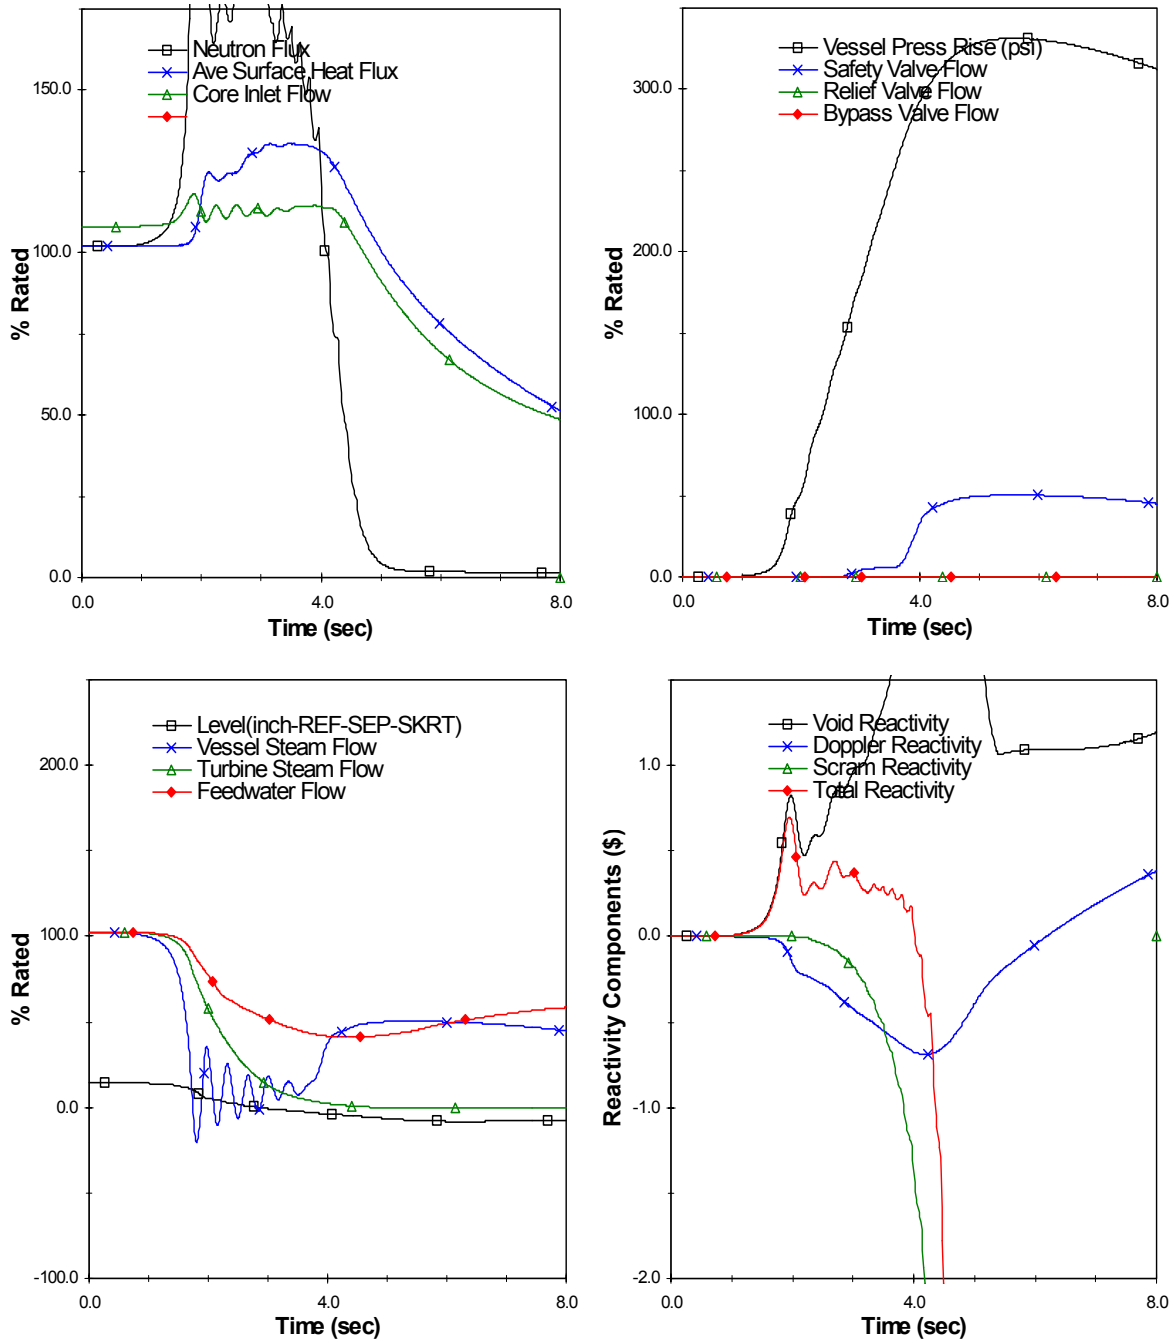 Neutron Flux
Ave Surface Heat Flux
Core Inlet Flow
150.0
100.0
50.0
0.0
% Rated
0.0
4.0
8.0
Time (sec)
Vessel Press Rise (psi)
Safety Valve Flow
Relief Valve Flow
Bypass Valve Flow
300.0
200.0
100.0
0.0
% Rated
0.0
4.0
8.0
Time (sec)
Level(inch-REF-SEP-SKRT)
Vessel Steam Flow
Turbine Steam Flow
Feedwater Flow
200.0
100.0
0.0
-100.0
% Rated
0.0
4.0
8.0
Time (sec)
Void Reactivity
Doppler Reactivity
Scram Reactivity
Total Reactivity
1.0
0.0
-1.0
-2.0
Reactivity Components ($)
0.0
4.0
8.0
Time (sec)